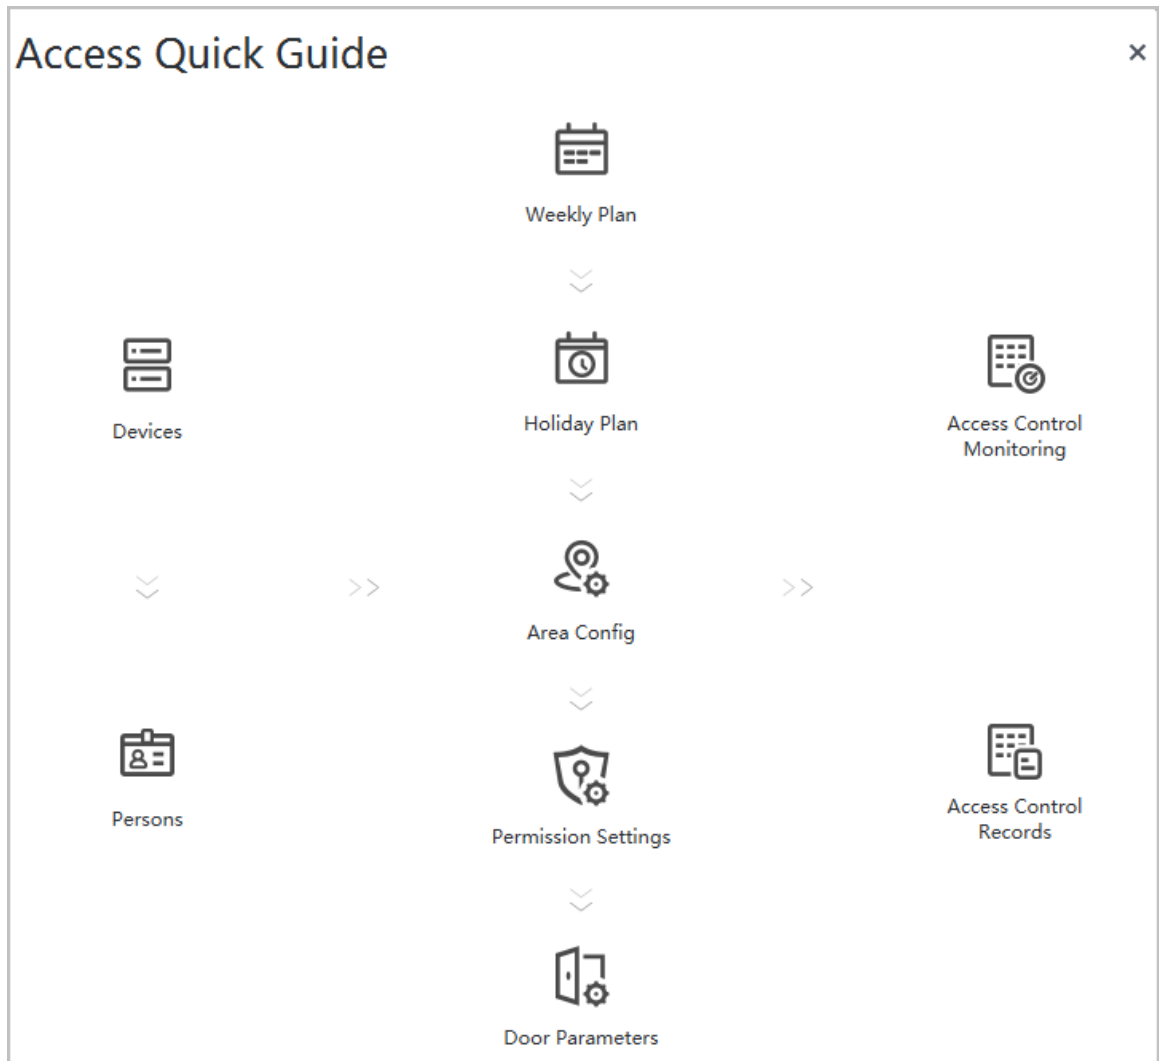 Access Quick Guide
Weekly Plan
Devices
Holiday Plan
Access Control
Monitoring
Area Config
Persons
Permission Settings
Access Control
Records
Door Parameters